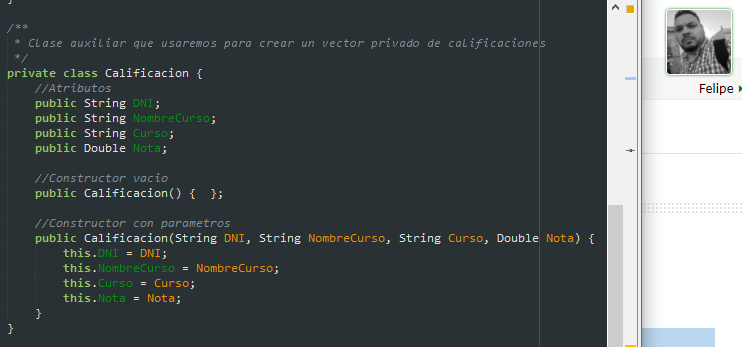 }
/**
* Clase auxiliar que usaremos para crear un vector privado de calificaciones
*/
private class Calificacion {
//Atributos
public String DNI;
public String NombreCurso;
public String Curso;
public Double Nota;
//Constructor vacio
public Calificacion() {  };
//Constructor con parametros
public Calificacion(String DNI, String NombreCurso, String Curso, Double Nota) {
this.DNI = DNI;
this.NombreCurso = NombreCurso;
this.Curso = Curso;
this.Nota = Nota;
}
}
Felipe